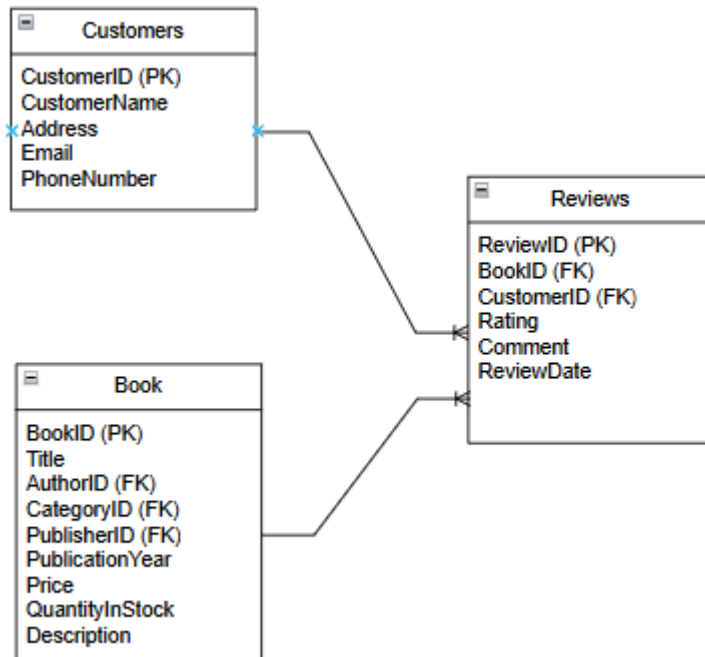 Customers
CustomerID (PK)
CustomerName
Address
Email
PhoneNumber
Reviews
ReviewID (PK)
BookID (FK)
CustomerID (FK)
Rating
Comment
ReviewDate
Book
BookID (PK)
Title
AuthorID (FK)
CategoryID (FK)
PublisherID (FK)
PublicationYear
Price
QuantityInStock
Description